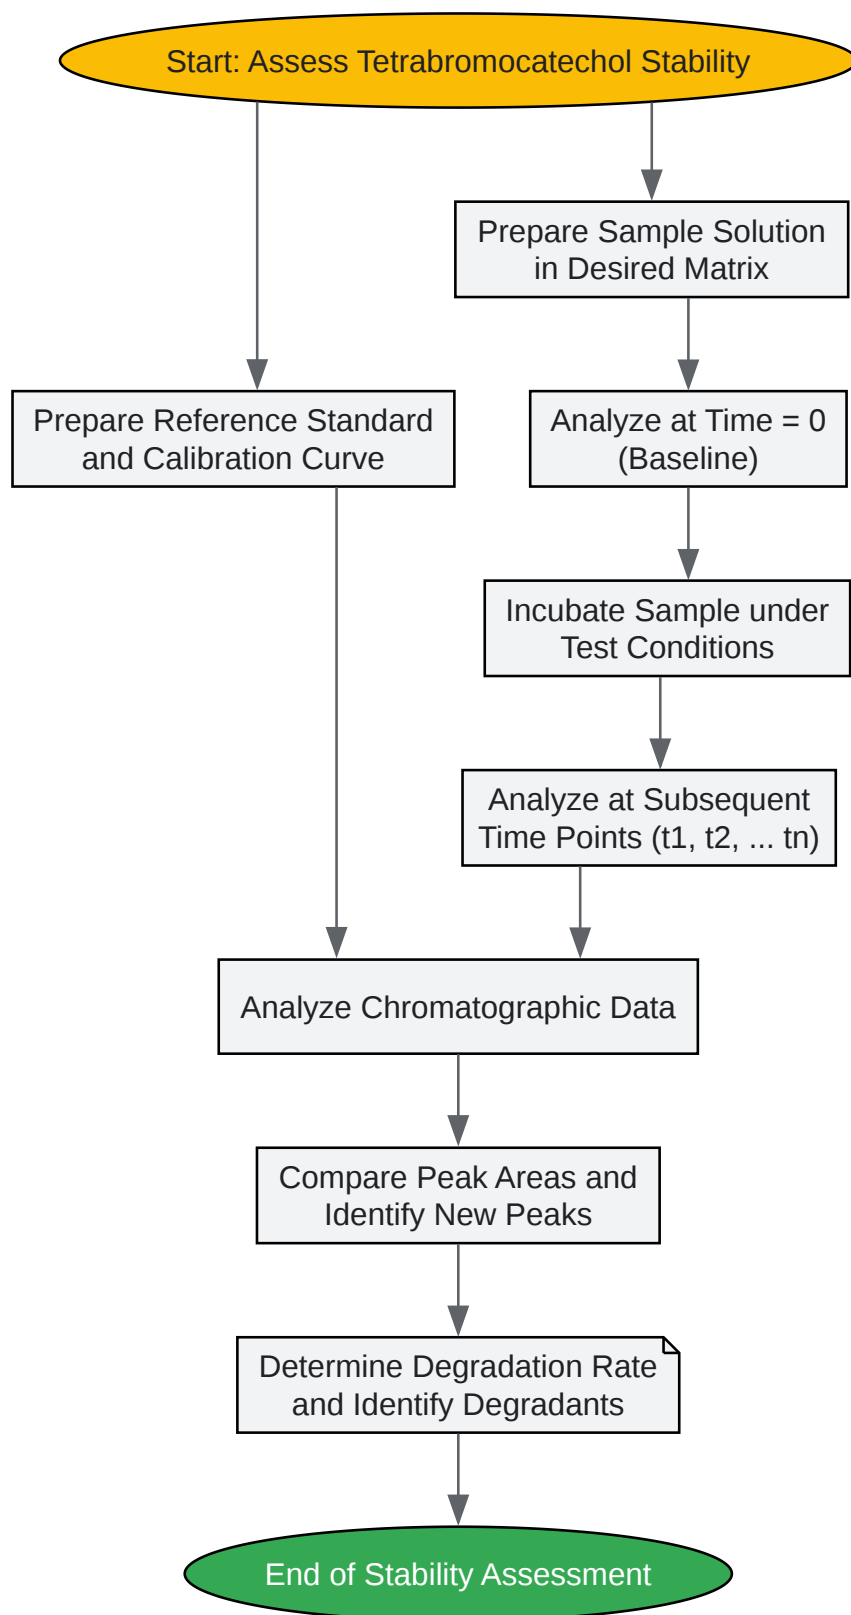 Start: Assess Tetrabromocatechol Stability
Prepare Sample Solution
in Desired Matrix
Prepare Reference Standard
and Calibration Curve
Analyze at Time = 0
(Baseline)
Incubate Sample under
Test Conditions
Analyze at Subsequent
Time Points (t1, t2, ... tn)
Analyze Chromatographic Data
Compare Peak Areas and
Identify New Peaks
Determine Degradation Rate
and Identify Degradants
End of Stability Assessment